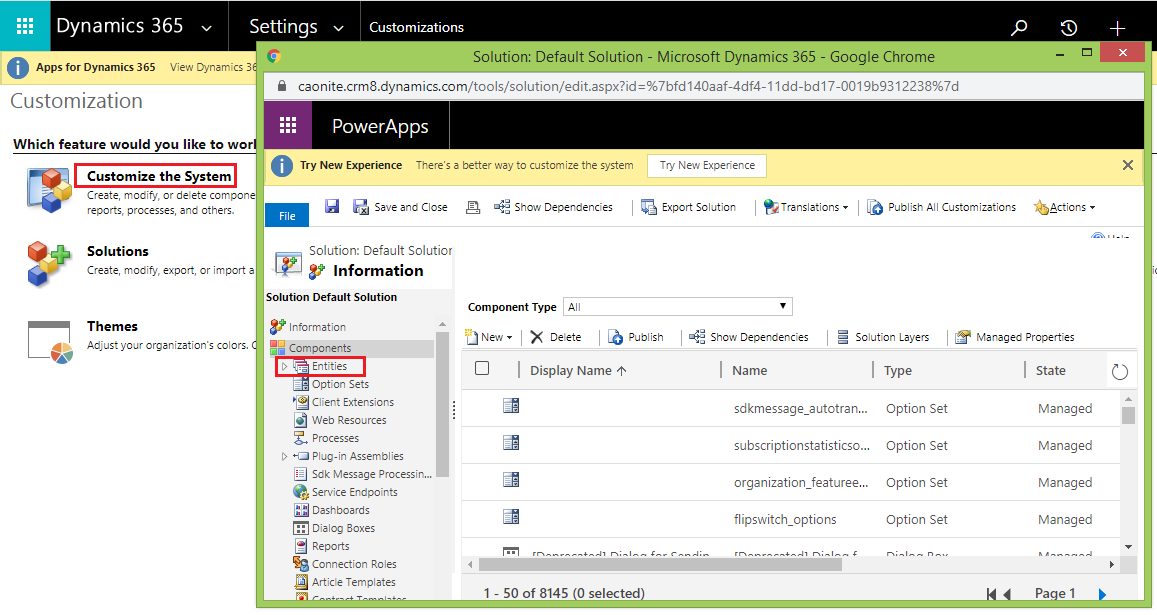 Dynamics 365
Settings
Customizations
Apps for Dynamics 365 View Dynamics 36
Customization
Which feature would you like to worl
Customize the System
Create, modify, or delete compone
reports, processes, and others.
Solutions
Create, modify, export, or import a
Themes
Adjust your organization's colors. C
Solution: Default Solution - Microsoft Dynamics 365 - Google Chrome
caonite.crm8.dynamics.com/tools/solution/edit.aspx?id=%7bfd140aaf-4df4-11dd-bd17-0019b9312238%7d
PowerApps
Try New Experience There's a better way to customize the system Try New Experience
File Save and Close Show Dependencies Export Solution Translations Publish All Customizations Actions
Help
Solution: Default Solution
Information
Solution Default Solution
Information
Components
Entities
Option Sets
Client Extensions
Web Resources
Processes
Plug-in Assemblies
Sdk Message Processin...
Service Endpoints
Dashboards
Dialog Boxes
Reports
Connection Roles
Article Templates
Contract Templates
Component Type All
New Delete Publish Show Dependencies Solution Layers Managed Properties
Display Name Name Type State
sdkmessage_autotran... Option Set Managed
subscriptionstatisticso... Option Set Managed
organization_featuree... Option Set Managed
flipswitch_options Option Set Managed
[Deprecated] Dialog for Sendin [Deprecated] Dialog f Dialog Box Managed
1 - 50 of 8145 (0 selected) Page 1